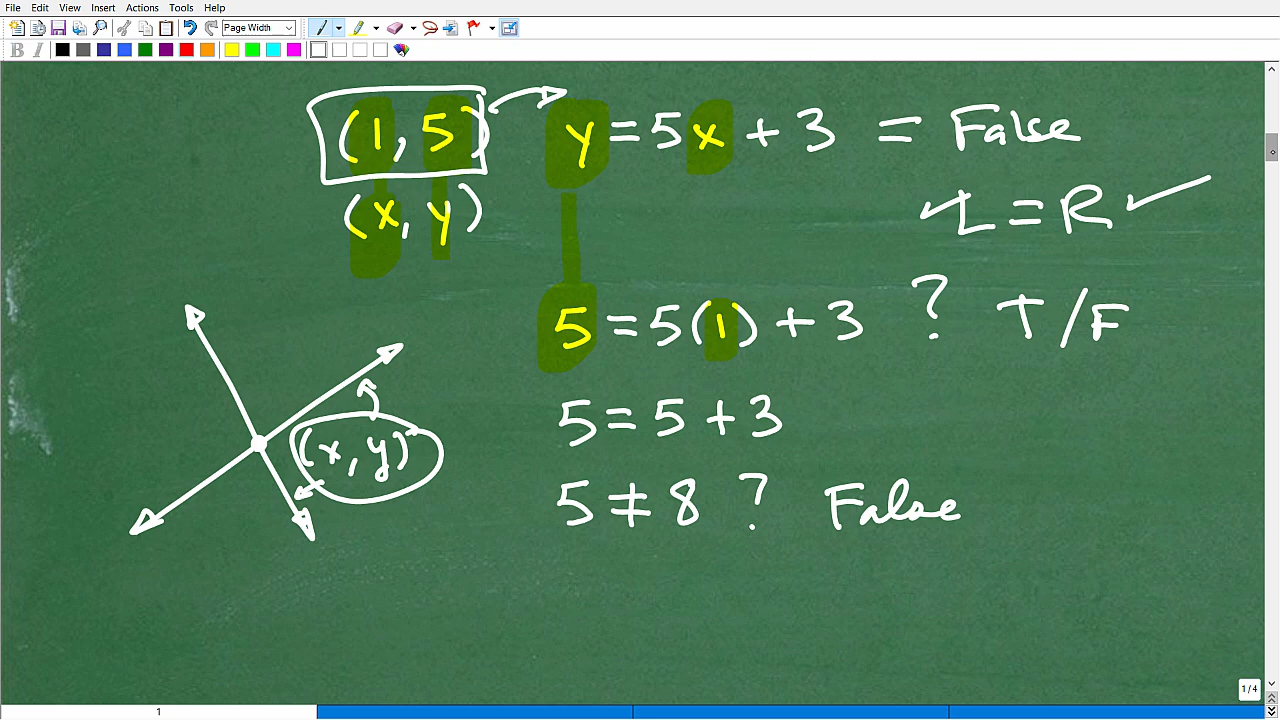 File Edit View Insert Actions Tools Help
Page Width
B I
(1, 5) y = 5x + 3 = False
(x, y) L = R
5 = 5(1) + 3 ? T/F
5 = 5 + 3
(x, y)
5 ≠ 8 ? False
1/4
1